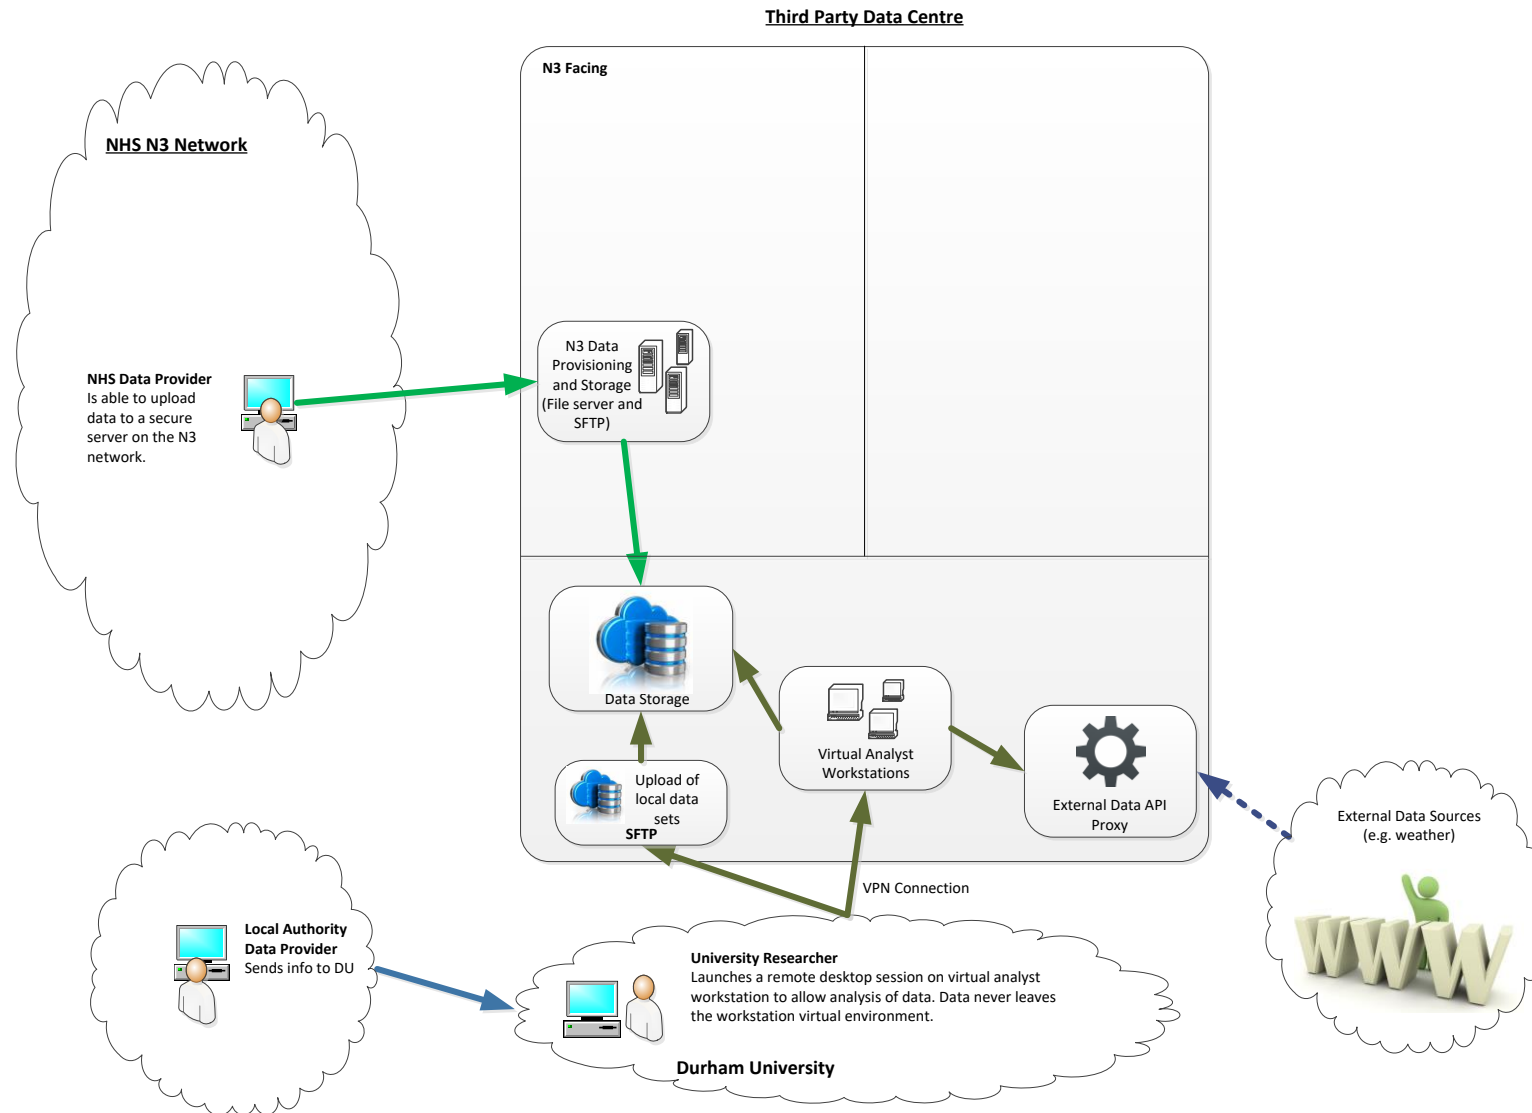 Third Party Data Centre
N3 Facing
NHS N3 Network
NHS Data Provider
Is able to upload
data to a secure
server on the N3
network.
N3 Data
Provisioning
and Storage
(File server and
SFTP)
Data Storage
Upload of
local data
sets
SFTP
Virtual Analyst
Workstations
External Data API
Proxy
External Data Sources
(e.g. weather)
WWW
VPN Connection
Local Authority
Data Provider
Sends info to DU
University Researcher
Launches a remote desktop session on virtual analyst
workstation to allow analysis of data. Data never leaves
the workstation virtual environment.
Durham University